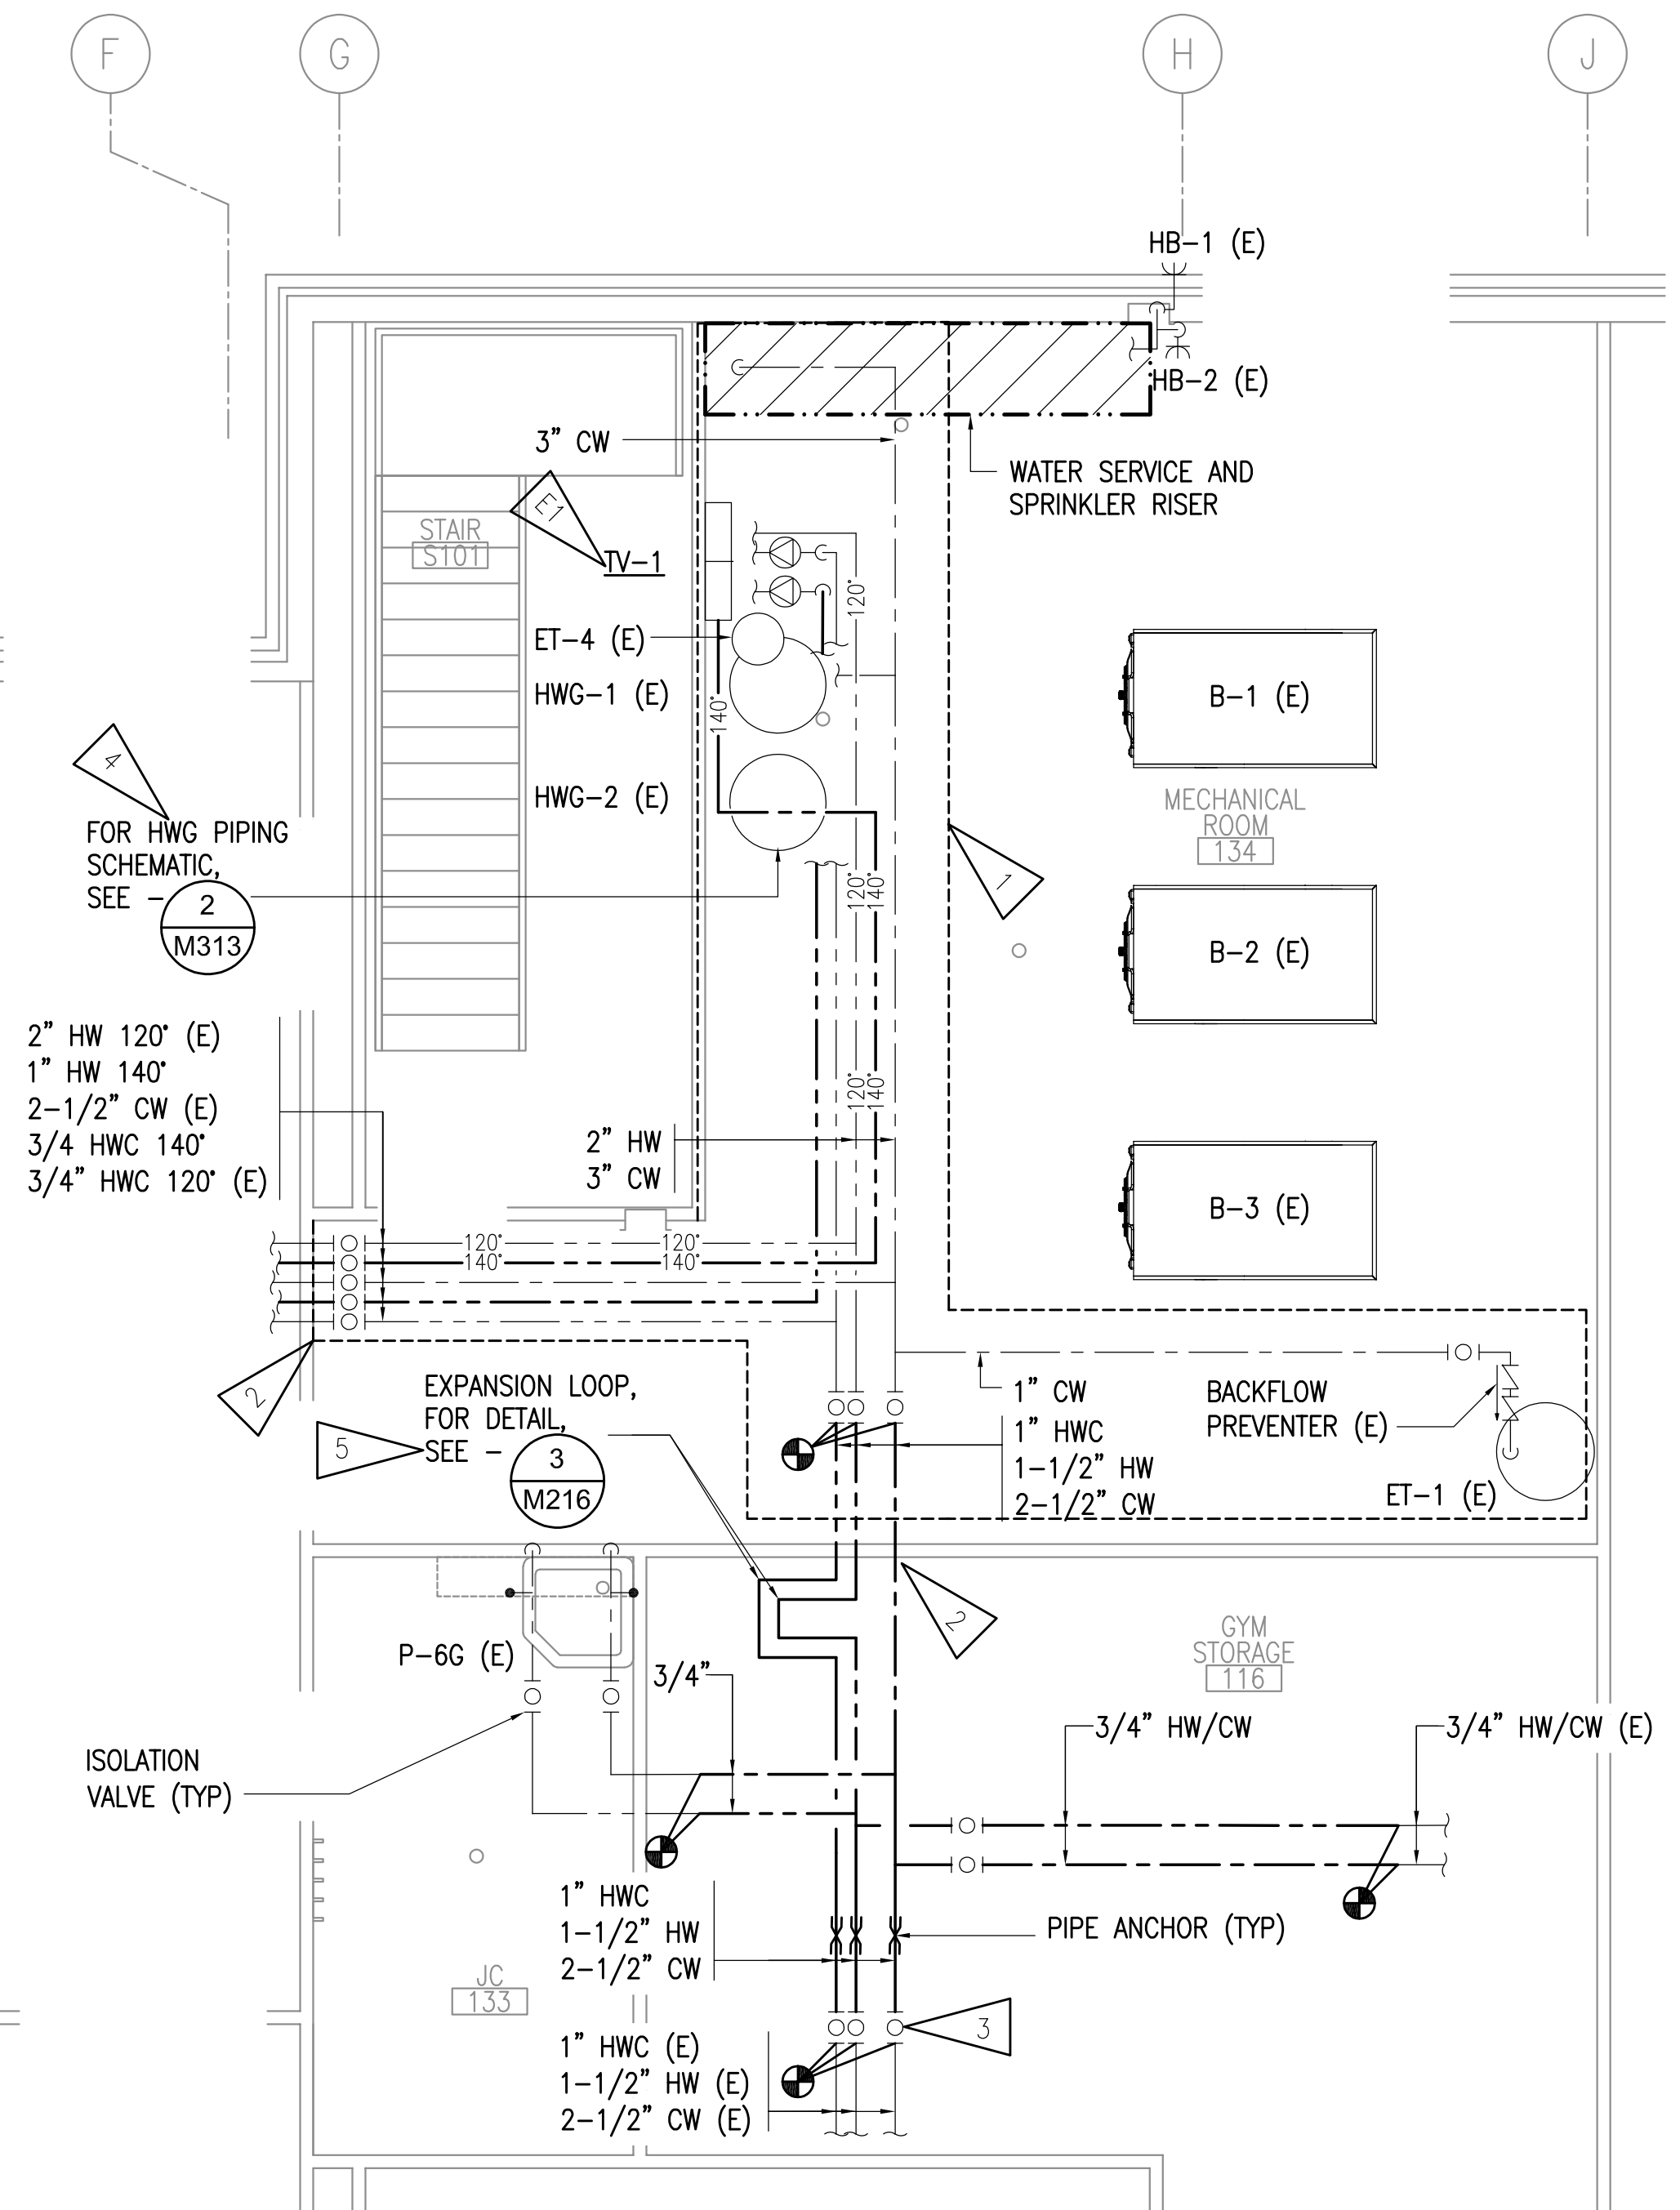 F
G
H
J
HB-1 (E)
HB-2 (E)
3" CW
WATER SERVICE AND
SPRINKLER RISER
E1
STAIR
S101
TV-1
120°
ET-4 (E)
HWG-1 (E)
140°
B-1 (E)
4
HWG-2 (E)
MECHANICAL
ROOM
134
FOR HWG PIPING
SCHEMATIC,
SEE -
2
M313
120°
140°
1
B-2 (E)
2" HW 120° (E)
1" HW 140°
2-1/2" CW (E)
3/4 HWC 140°
3/4" HWC 120° (E)
120°
140°
2" HW
3" CW
B-3 (E)
120°
120°
140°
140°
2
EXPANSION LOOP,
FOR DETAIL,
SEE -
5
3
M216
1" CW
1" HWC
1-1/2" HW
2-1/2" CW
BACKFLOW
PREVENTER (E)
ET-1 (E)
2
P-6G (E)
3/4"
GYM
STORAGE
116
3/4" HW/CW
3/4" HW/CW (E)
ISOLATION
VALVE (TYP)
1" HWC
1-1/2" HW
2-1/2" CW
PIPE ANCHOR (TYP)
JC
133
3
1" HWC (E)
1-1/2" HW (E)
2-1/2" CW (E)